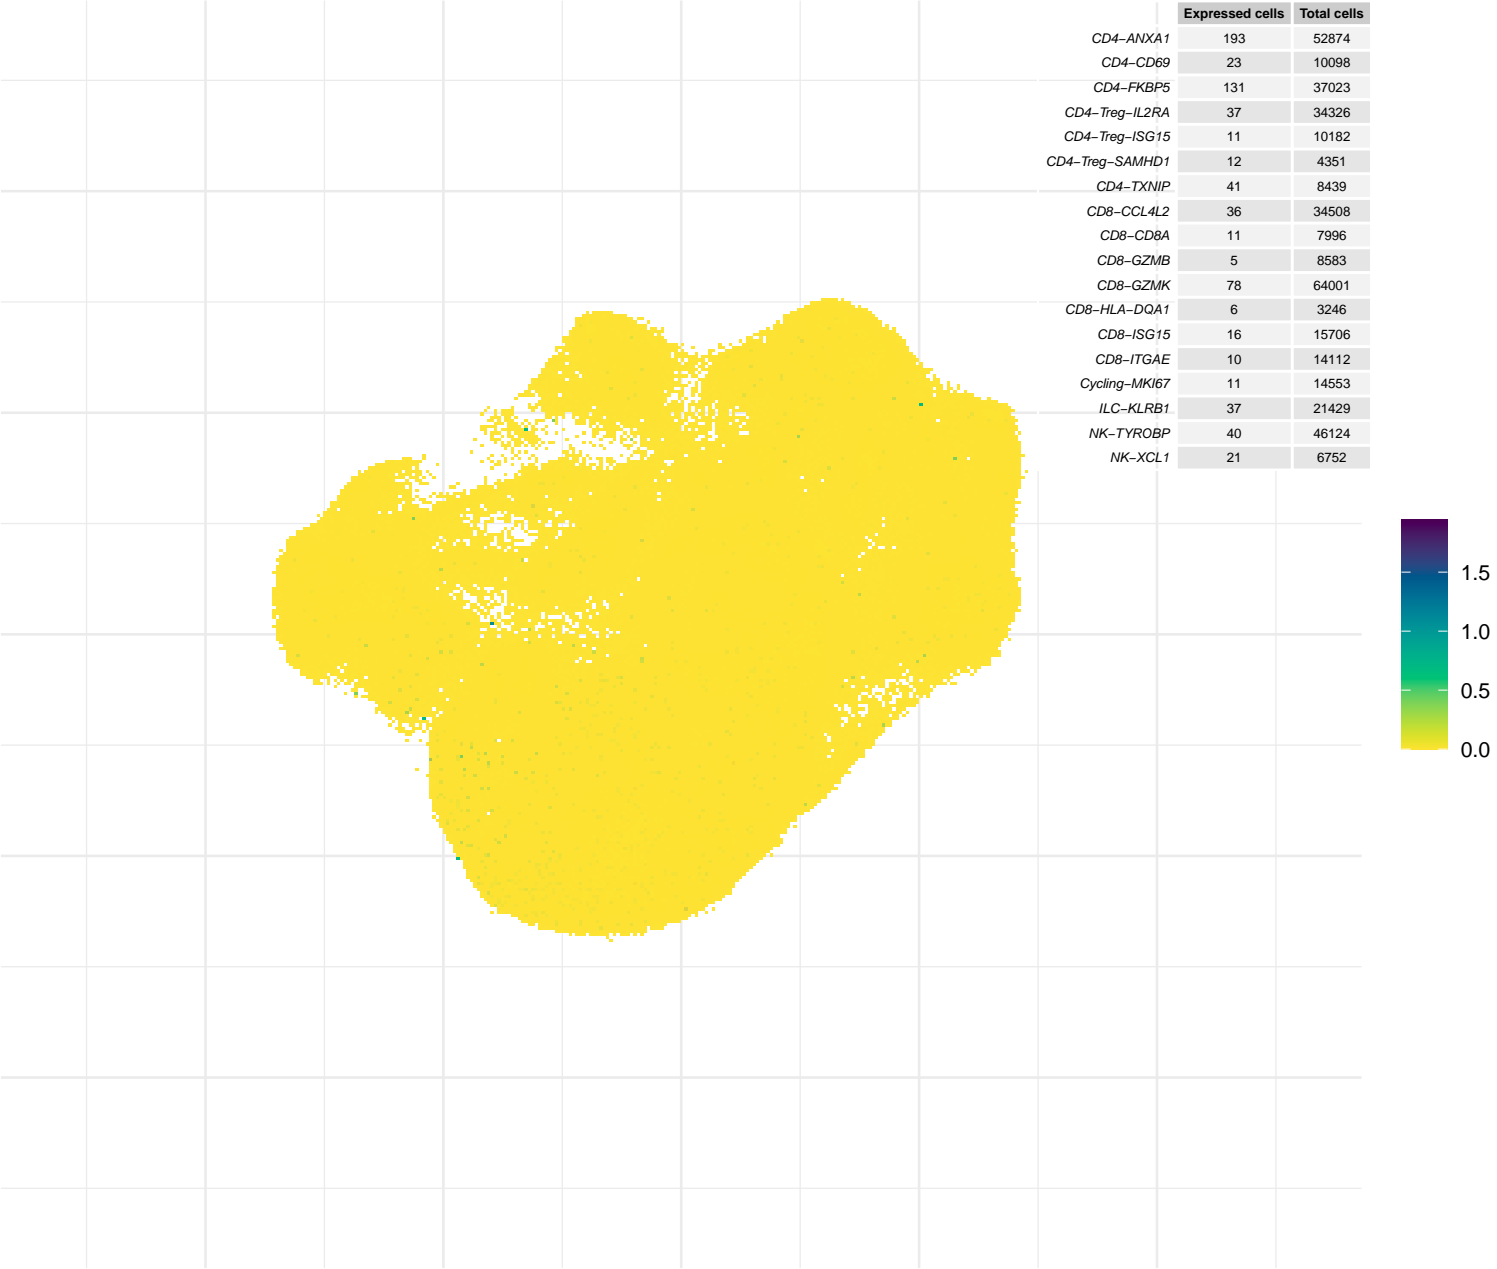 Expressed cells Total cells
CD4−ANXA1 193 52874
CD4−CD69 23 10098
CD4−FKBP5 131 37023
CD4−Treg−IL2RA 37 34326
CD4−Treg−ISG15 11 10182
CD4−Treg−SAMHD1 12 4351
CD4−TXNIP 41 8439
CD8−CCL4L2 36 34508
CD8−CD8A 11 7996
CD8−GZMB 5 8583
CD8−GZMK 78 64001
CD8−HLA−DQA1 6 3246
CD8−ISG15 16 15706
CD8−ITGAE 10 14112
Cycling−MKI67 11 14553
ILC−KLRB1 37 21429
NK−TYROBP 40 46124
NK−XCL1 21 6752
1.5
1.0
0.5
0.0